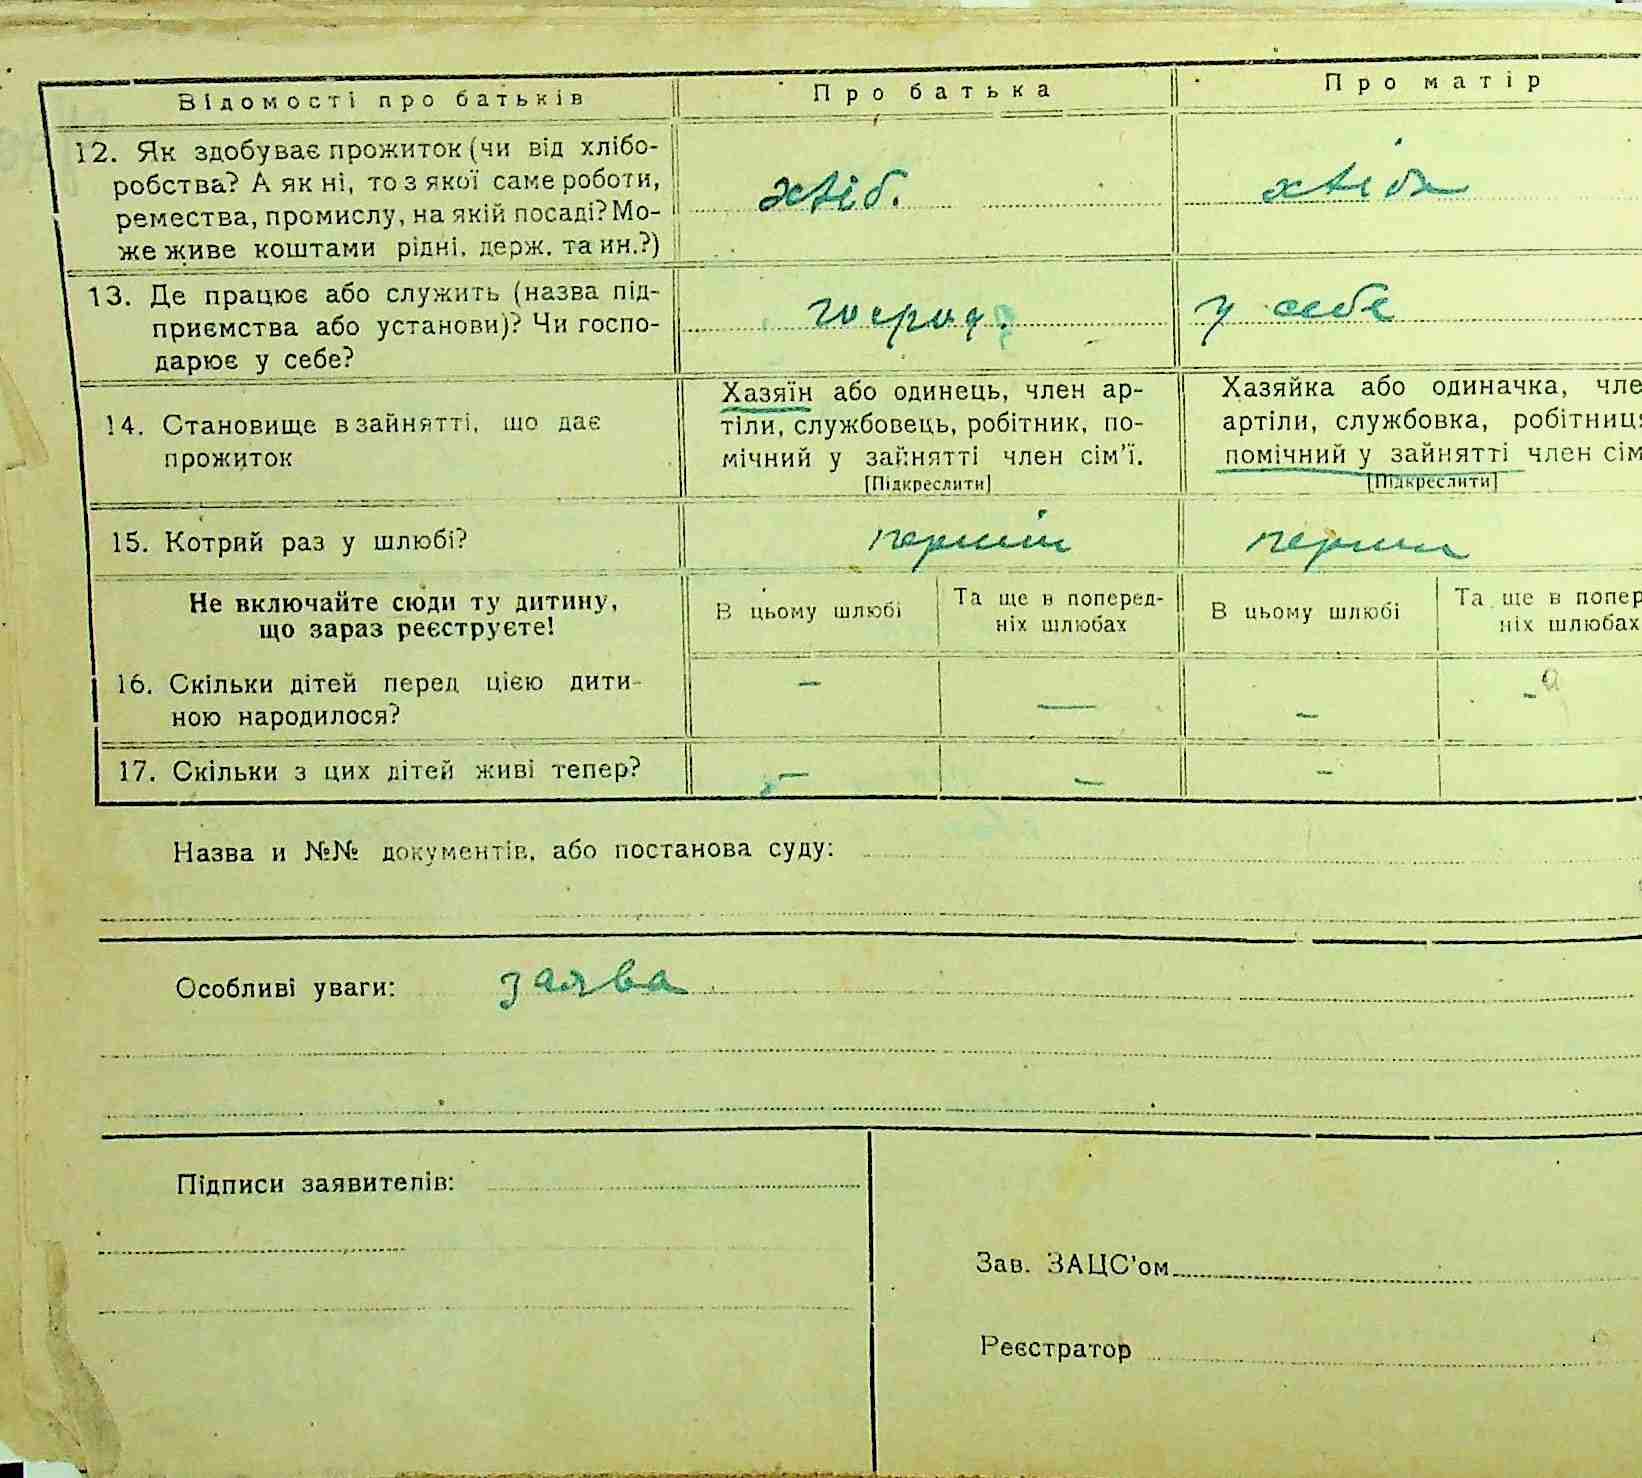 Відомості про батьків Про батька Про матір
12. Як здобуває прожиток (чи від хлібо-
робства? А як ні, то з якої саме роботи,
ремества, промислу, на якій посаді? Мо-
же живе коштами рідні, держ. та ин.?)
хліб. хліб
13. Де працює або служить (назва під-
приємства або установи)? Чи госпо-
дарює у себе?
у себе
14. Становище в зайнятті, що дає
прожиток
Хазяїн або одинець, член ар-
тіли, службовець, робітник, по-
мічний у зайнятті член сім'ї.
[Підкреслити]
Хазяйка або одиначка, чле
артіли, службовка, робітниц
помічний у зайнятті член сім
[Підкреслити]
15. Котрий раз у шлюбі? перший перший
Не включайте сюди ту дитину,
що зараз реєструєте!
В цьому шлюбі
Та ще в поперед-
ніх шлюбах
В цьому шлюбі
Та ще в попер
ніх шлюбах
16. Скільки дітей перед цією дити-
ною народилося? – — – –
17. Скільки з цих дітей живі тепер? – – –
Назва и №№ документів, або постанова суду:
Особливі уваги: заява
Підписи заявителів:
Зав. ЗАЦС'ом
Реєстратор